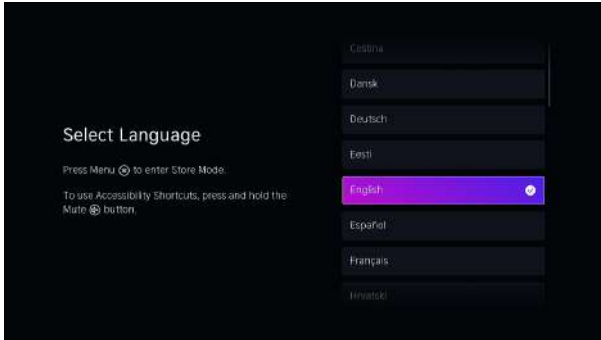 Select Language
Press Menu to enter Store Mode.
To use Accessibility Shortcuts, press and hold the
Mute button.
Čeština
Dansk
Deutsch
Eesti
English
Español
Français
Hrvatski